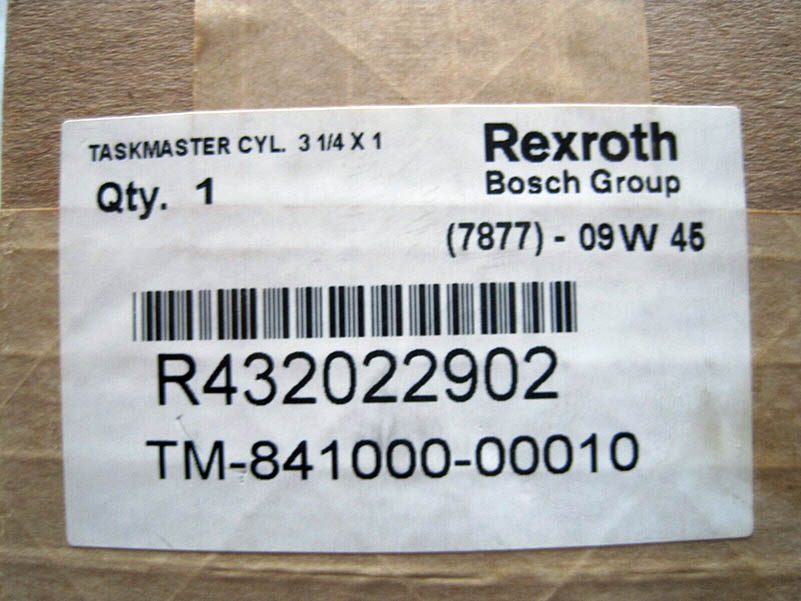 TASKMASTER CYL. 3 1/4 X 1
Rexroth
Bosch Group
Qty. 1
(7877) - 09W 45
R432022902
TM-841000-00010